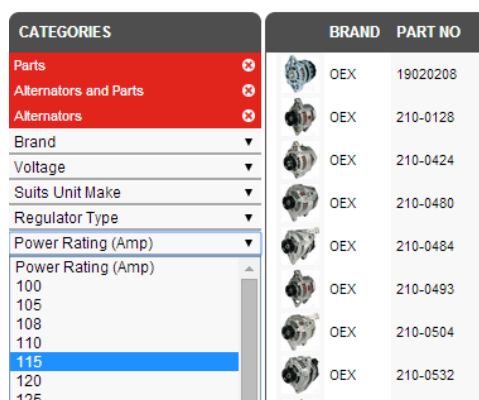 CATEGORIES
Parts
Alternators and Parts
Alternators
Brand
Voltage
Suits Unit Make
Regulator Type
Power Rating (Amp)
Power Rating (Amp)
100
105
108
110
115
120
125
BRAND PART NO
OEX 19020208
OEX 210-0128
OEX 210-0424
OEX 210-0480
OEX 210-0484
OEX 210-0493
OEX 210-0504
OEX 210-0532